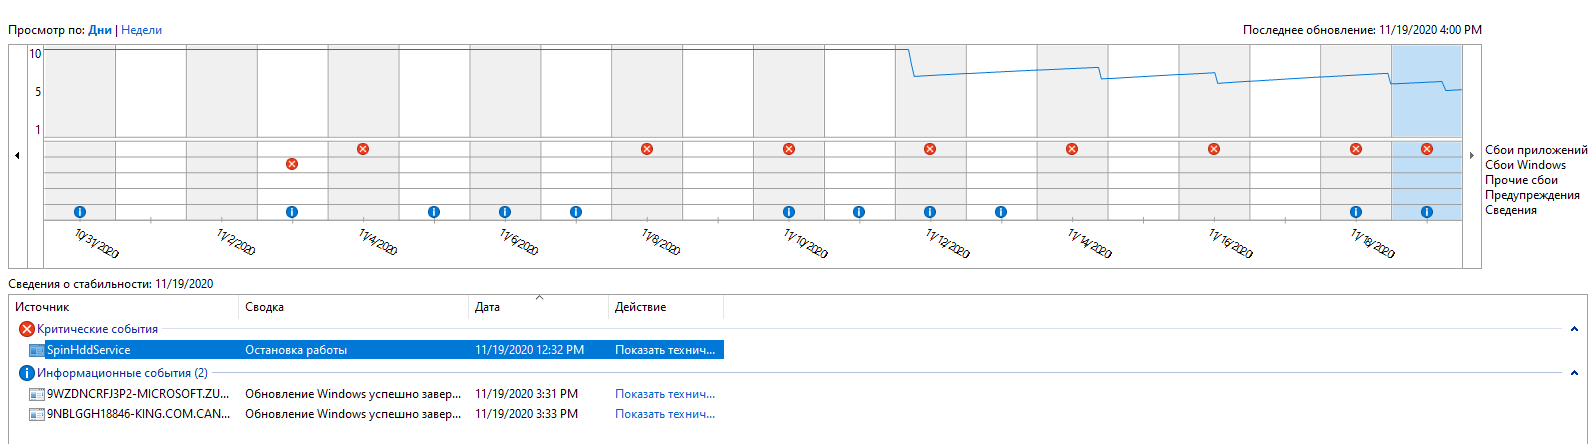 Просмотр по: Дни | Недели
Последнее обновление: 11/19/2020 4:00 PM
10
5
1
Сбои приложений
Сбои Windows
Прочие сбои
Предупреждения
Сведения
10/31/2020 11/2/2020 11/4/2020 11/6/2020 11/8/2020 11/10/2020 11/12/2020 11/14/2020 11/16/2020 11/18/2020
Сведения о стабильности: 11/19/2020
Источник Сводка Дата Действие
Критические события
SpinHddService Остановка работы 11/19/2020 12:32 PM Показать технич...
Информационные события (2)
9WZDNCRFJ3P2-MICROSOFT.ZU... Обновление Windows успешно завер... 11/19/2020 3:31 PM Показать технич...
9NBLGGH18846-KING.COM.CAN... Обновление Windows успешно завер... 11/19/2020 3:33 PM Показать технич...